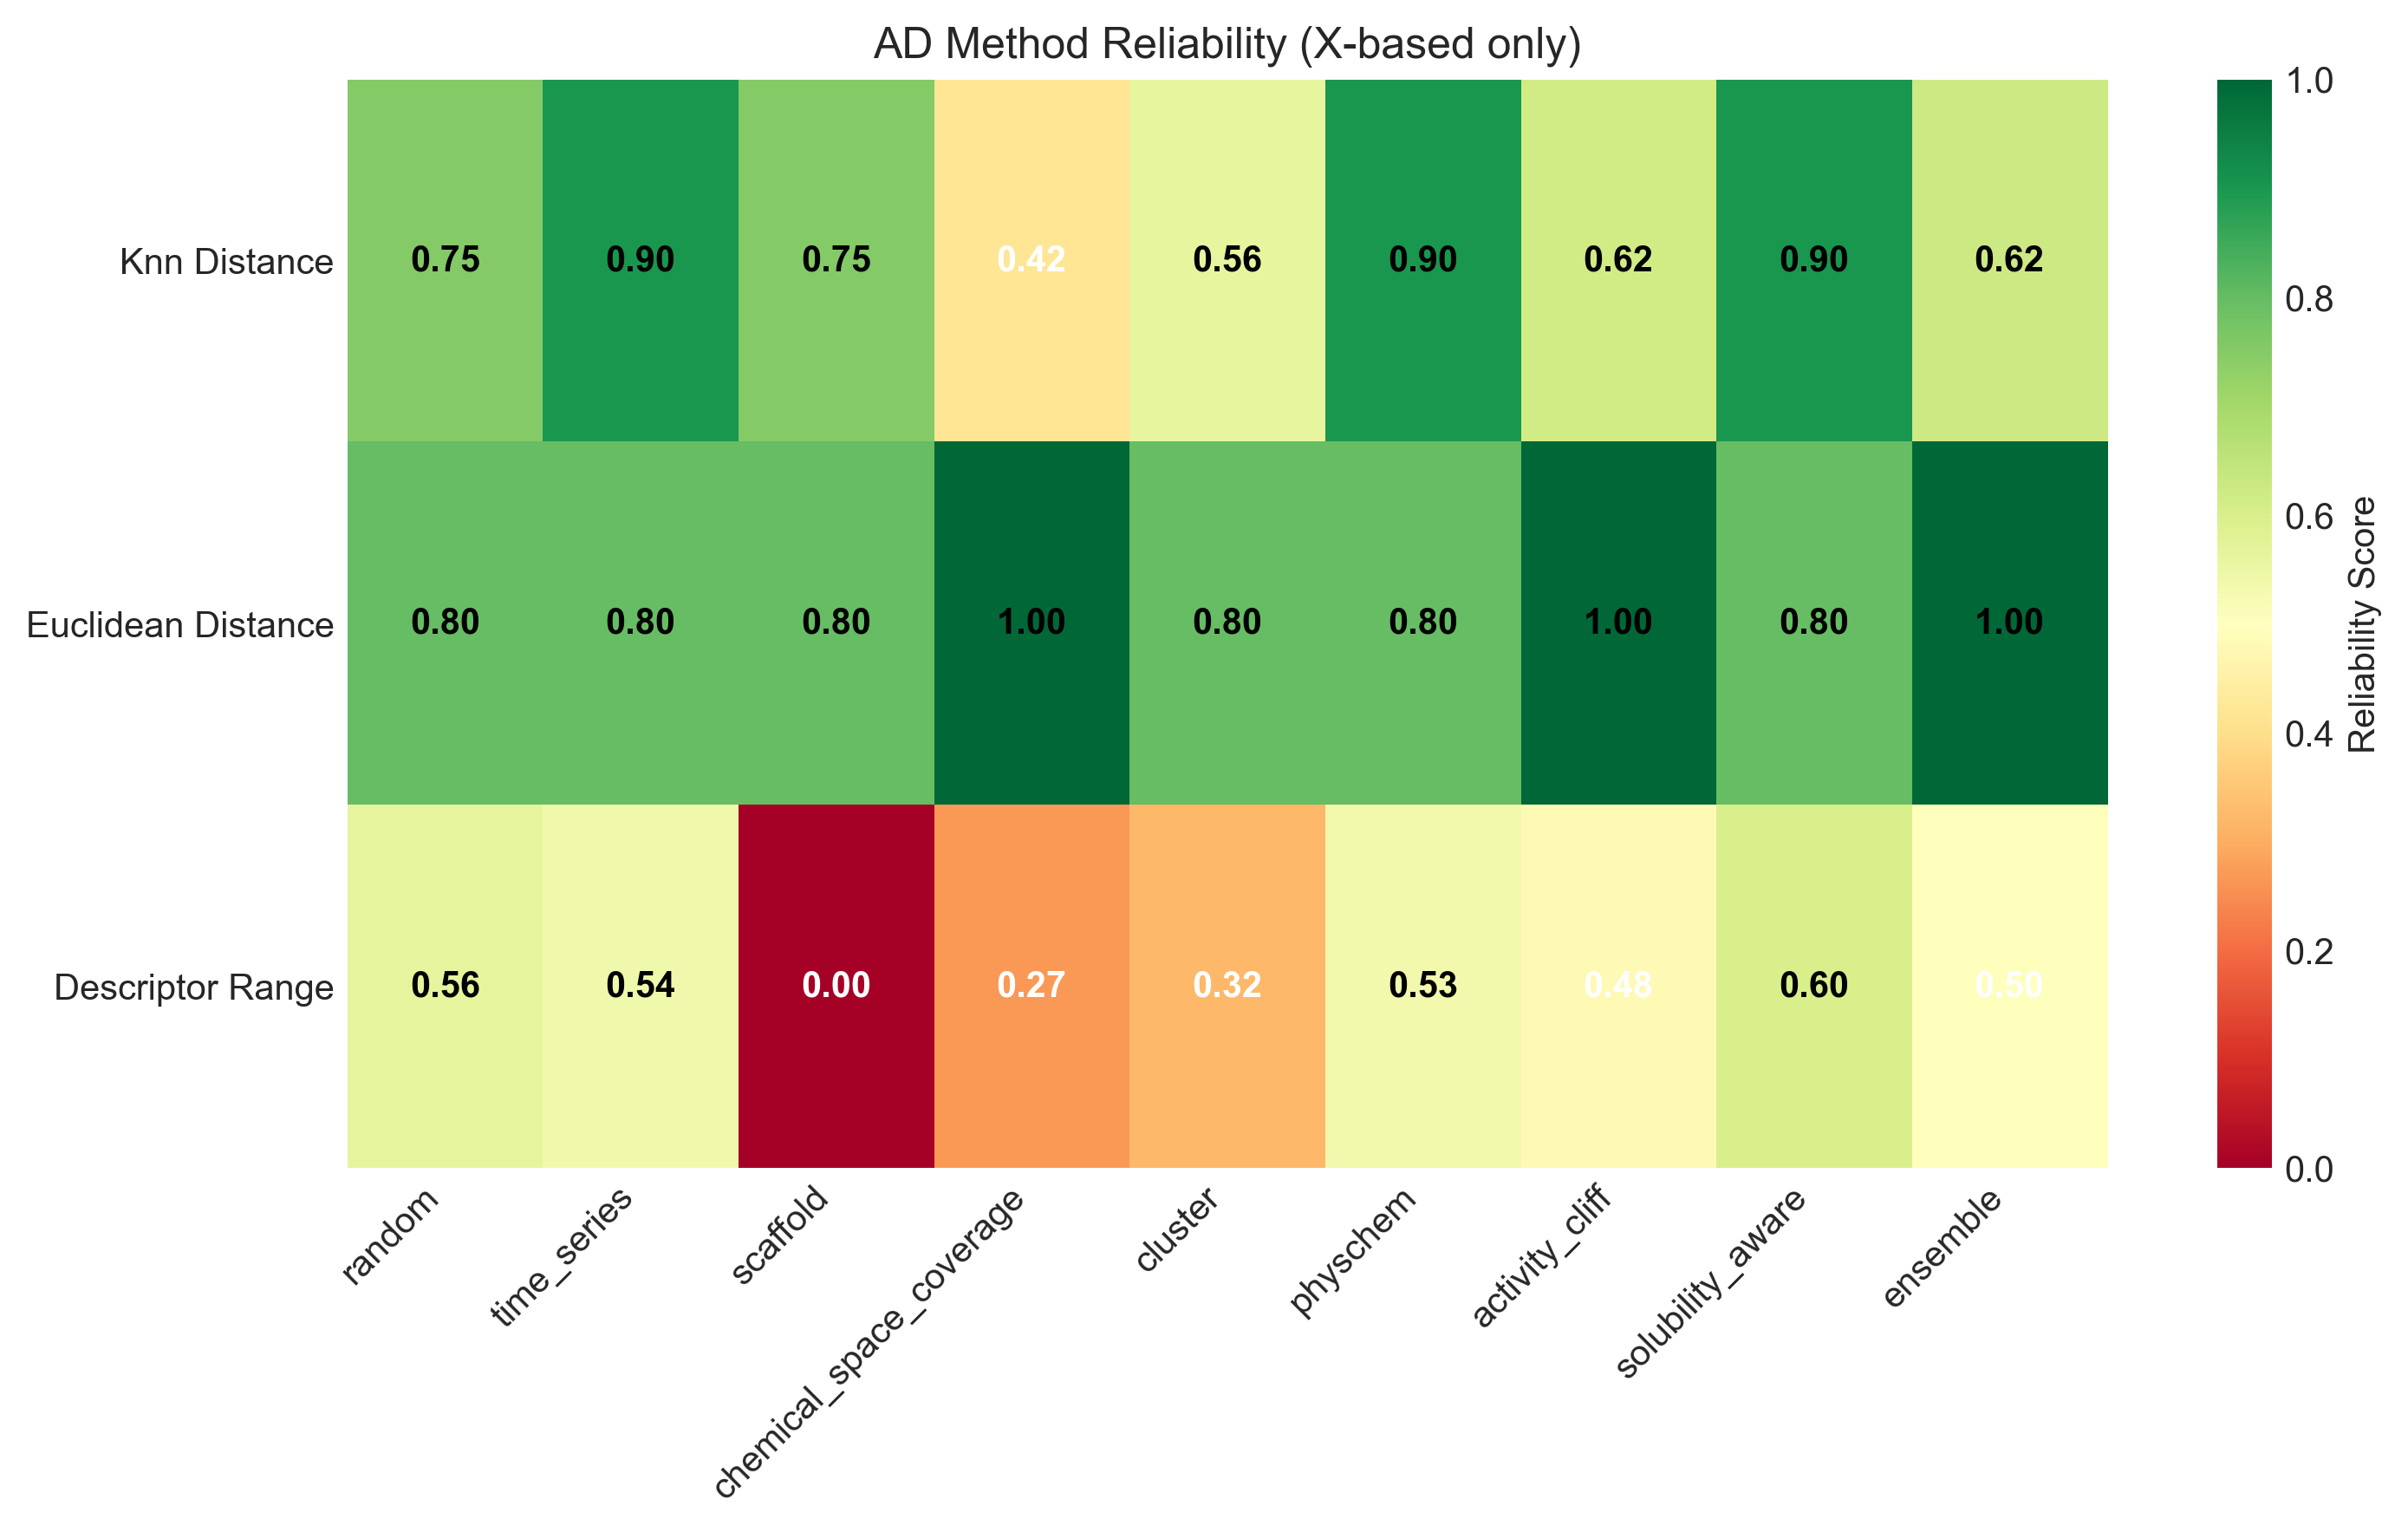 AD Method Reliability (X-based only)
Knn Distance 0.75 0.90 0.75 0.42 0.56 0.90 0.62 0.90 0.62
Euclidean Distance 0.80 0.80 0.80 1.00 0.80 0.80 1.00 0.80 1.00
Descriptor Range 0.56 0.54 0.00 0.27 0.32 0.53 0.48 0.60 0.50
random
time_series
scaffold
chemical_space_coverage
cluster
physchem
activity_cliff
solubility_aware
ensemble
1.0
0.8
0.6
0.4
0.2
0.0
Reliability Score